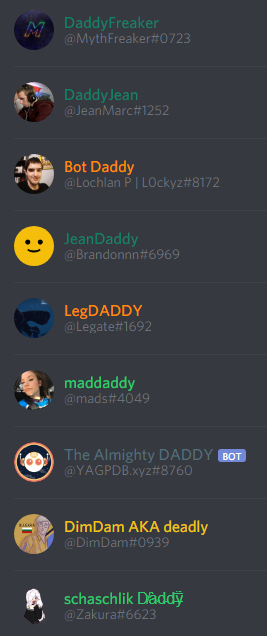 DaddyFreaker
@MythFreaker#0723
DaddyJean
@JeanMarc#1252
Bot Daddy
@Lochlan P | L0ckyz#8172
JeanDaddy
@Brandonnn#6969
LegDADDY
@Legate#1692
maddaddy
@mads#4049
The Almighty DADDY BOT
@YAGPDB.xyz#8760
DimDam AKA deadly
@DimDam#0939
schaschlik Daddy
@Zakura#6623